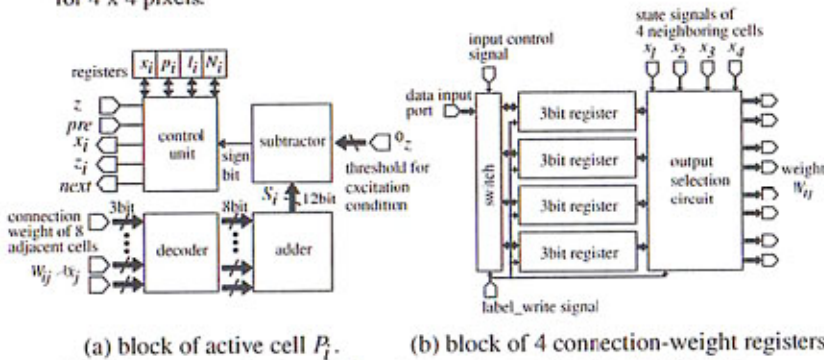 for 4 x 4 pixels.
registers
x_i p_i l_i N_i
z
pre
x_i
z_i
next
control unit
sign bit
subtractor
Φ_z
threshold for excitation condition
S_i
12bit
connection weight of 8 adjacent cells
W_ij ∧x_j
3bit
decoder
8bit
adder
(a) block of active cell P_i.
input control signal
state signals of 4 neighboring cells
x_1 x_2 x_3 x_4
data input port
switch
3bit register
3bit register
3bit register
3bit register
output selection circuit
weight W_ij
label_write signal
(b) block of 4 connection-weight registers